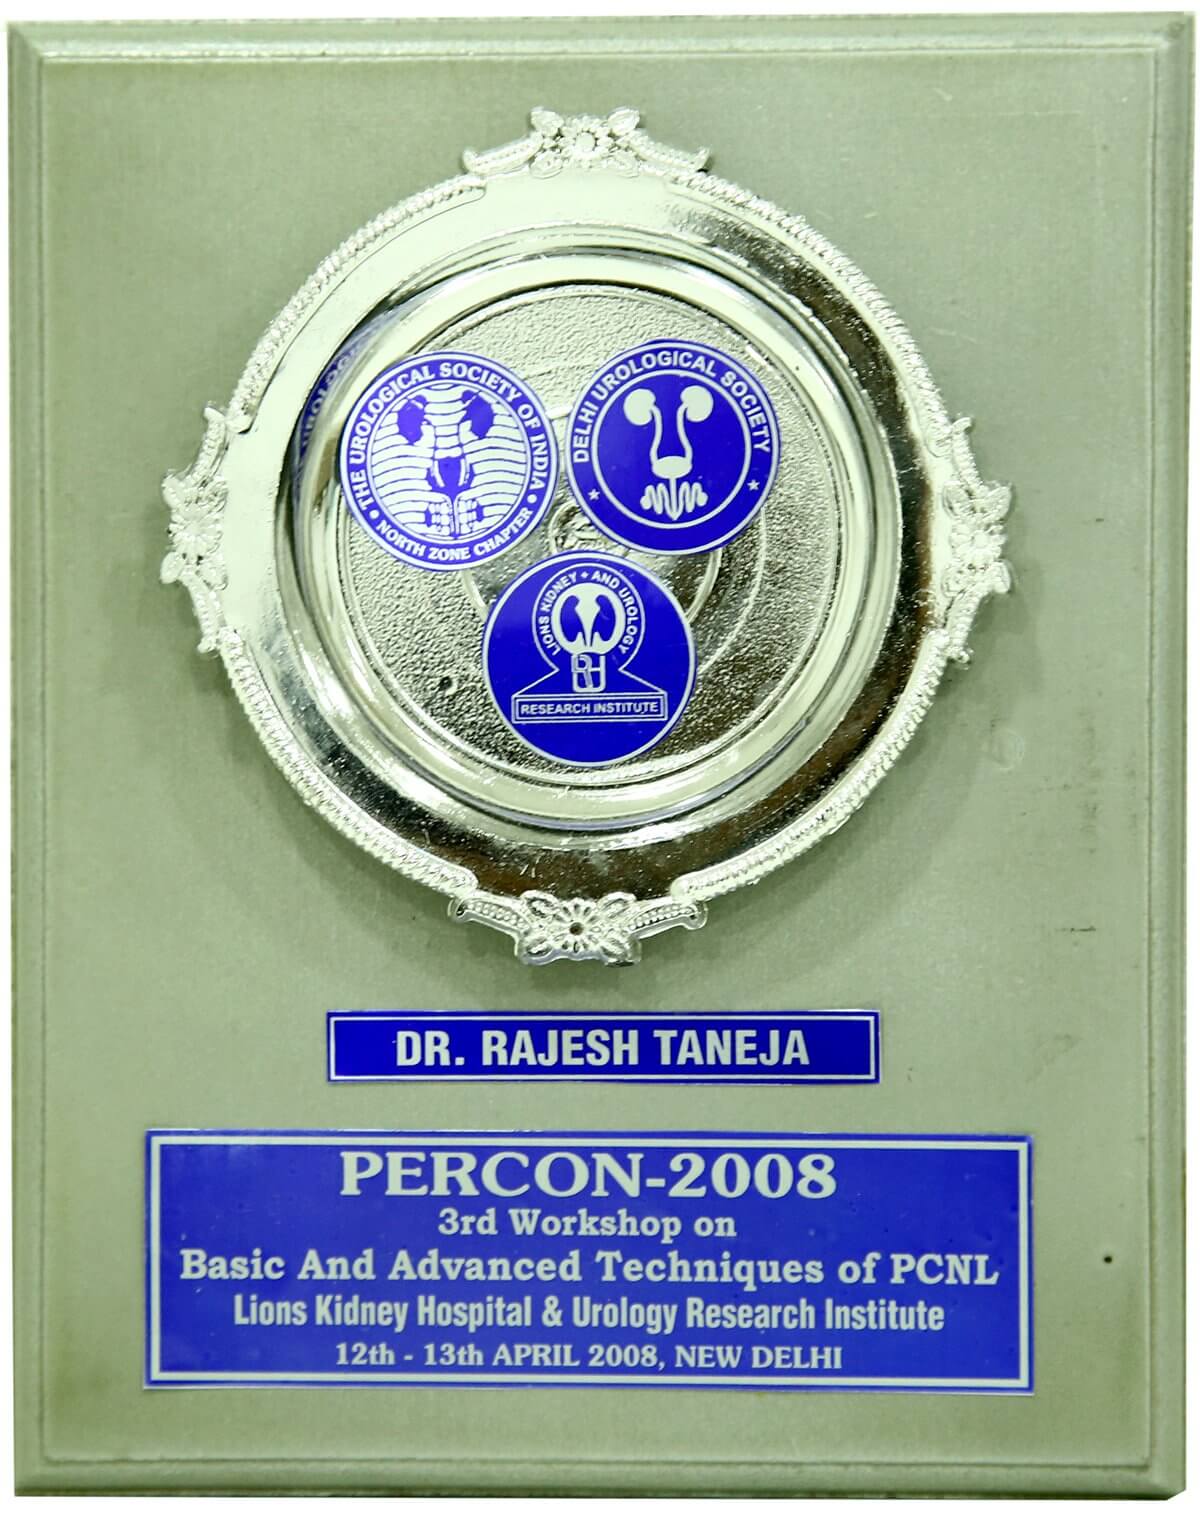 THE UROLOGICAL SOCIETY OF INDIA
• NORTH ZONE CHAPTER •
DELHI UROLOGICAL SOCIETY
LIONS KIDNEY + AND UROLOGY
RESEARCH INSTITUTE
DR. RAJESH TANEJA
PERCON-2008
3rd Workshop on
Basic And Advanced Techniques of PCNL
Lions Kidney Hospital & Urology Research Institute
12th - 13th APRIL 2008, NEW DELHI